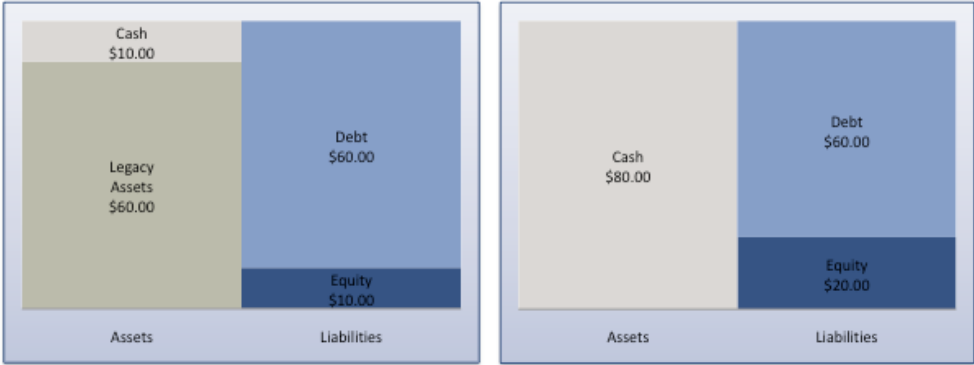 Cash
$10.00
Legacy
Assets
$60.00
Debt
$60.00
Equity
$10.00
Assets
Liabilities
Cash
$80.00
Debt
$60.00
Equity
$20.00
Assets
Liabilities